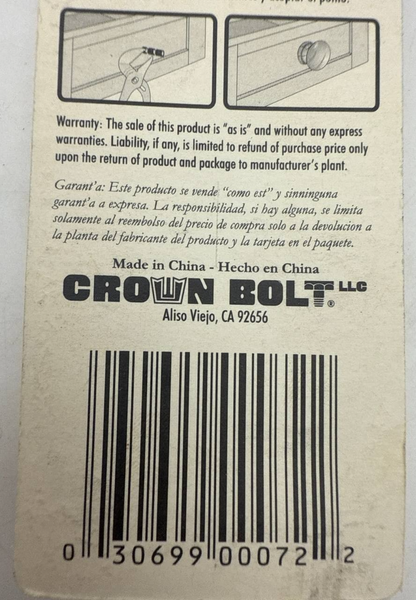 Warranty: The sale of this product is "as is" and without any express
warranties. Liability, if any, is limited to refund of purchase price only
upon the return of product and package to manufacturer's plant.
Garant'a: Este producto se vende "como est" y sinninguna
garant'a a expresa. La responsibilidad, si hay alguna, se limita
solamente al reembolso del precio de compra solo a la devolucion a
la planta del fabricante del producto y la tarjeta en el paquete.
Made in China - Hecho en China
CROWN BOLT LLC ®
Aliso Viejo, CA 92656
0 30699 00072 2